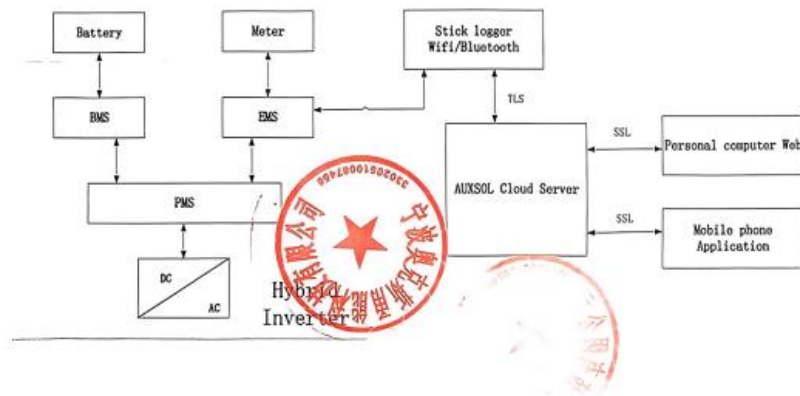 Battery
Meter
Stick logger
Wifi/Bluetooth
BMS
EMS
TLS
SSL
Personal computer Web
AUXSOL Cloud Server
PMS
SSL
Mobile phone
Application
DC
AC
Hybrid
Inverter